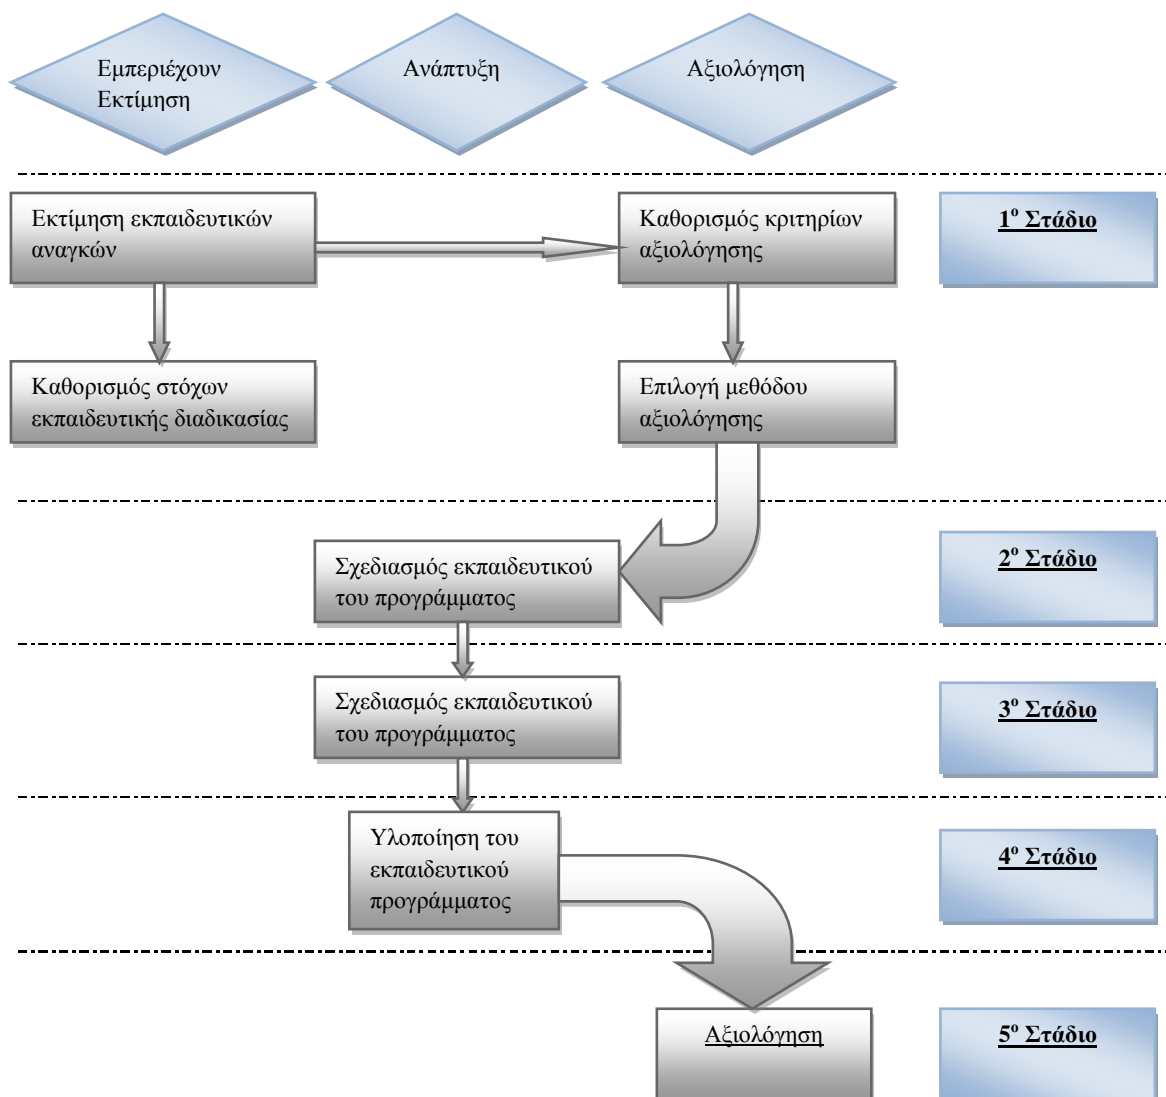 Εμπεριέχουν
Εκτίμηση
Ανάπτυξη
Αξιολόγηση
Εκτίμηση εκπαιδευτικών
αναγκών
Καθορισμός κριτηρίων
αξιολόγησης
1ο Στάδιο
Καθορισμός στόχων
εκπαιδευτικής διαδικασίας
Επιλογή μεθόδου
αξιολόγησης
Σχεδιασμός εκπαιδευτικού
του προγράμματος
2ο Στάδιο
Σχεδιασμός εκπαιδευτικού
του προγράμματος
3ο Στάδιο
Υλοποίηση του
εκπαιδευτικού
προγράμματος
4ο Στάδιο
Αξιολόγηση
5ο Στάδιο